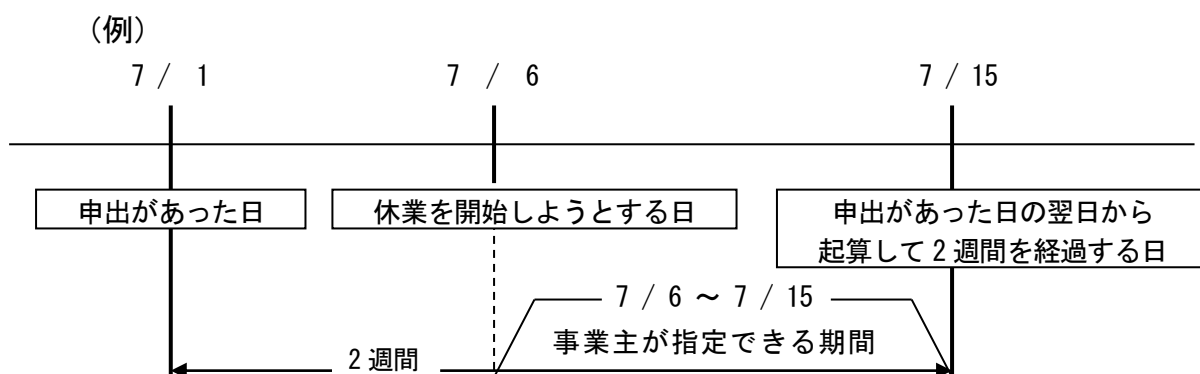 （例）
7 / 1
7 / 6
7 / 15
申出があった日
休業を開始しようとする日
申出があった日の翌日から
起算して2週間を経過する日
7 / 6 ～ 7 / 15
事業主が指定できる期間
2週間